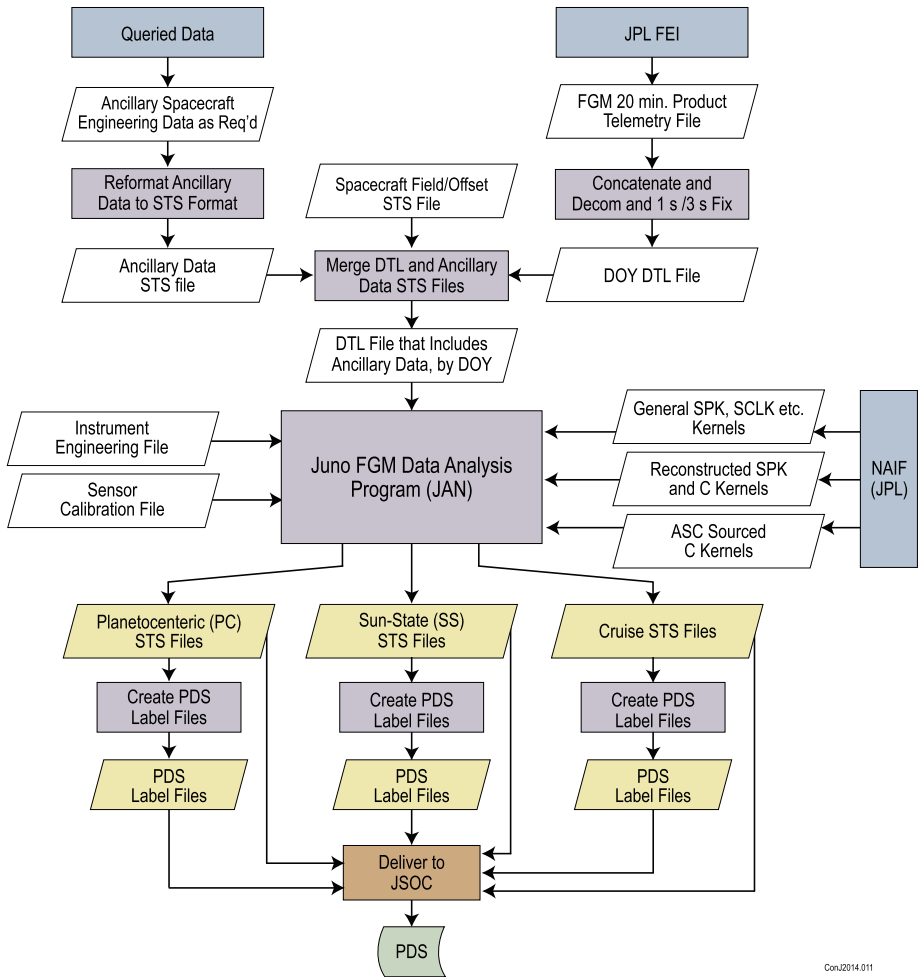 Queried Data
JPL FEI
Ancillary Spacecraft
Engineering Data as Req'd
FGM 20 min. Product
Telemetry File
Reformat Ancillary
Data to STS Format
Spacecraft Field/Offset
STS File
Concatenate and
Decom and 1 s /3 s Fix
Ancillary Data
STS file
Merge DTL and Ancillary
Data STS Files
DOY DTL File
DTL File that Includes
Ancillary Data, by DOY
Instrument
Engineering File
Sensor
Calibration File
Juno FGM Data Analysis
Program (JAN)
General SPK, SCLK etc.
Kernels
Reconstructed SPK
and C Kernels
ASC Sourced
C Kernels
NAIF
(JPL)
Planetocenteric (PC)
STS Files
Sun-State (SS)
STS Files
Cruise STS Files
Create PDS
Label Files
Create PDS
Label Files
Create PDS
Label Files
PDS
Label Files
PDS
Label Files
PDS
Label Files
Deliver to
JSOC
PDS
ConJ2014.011